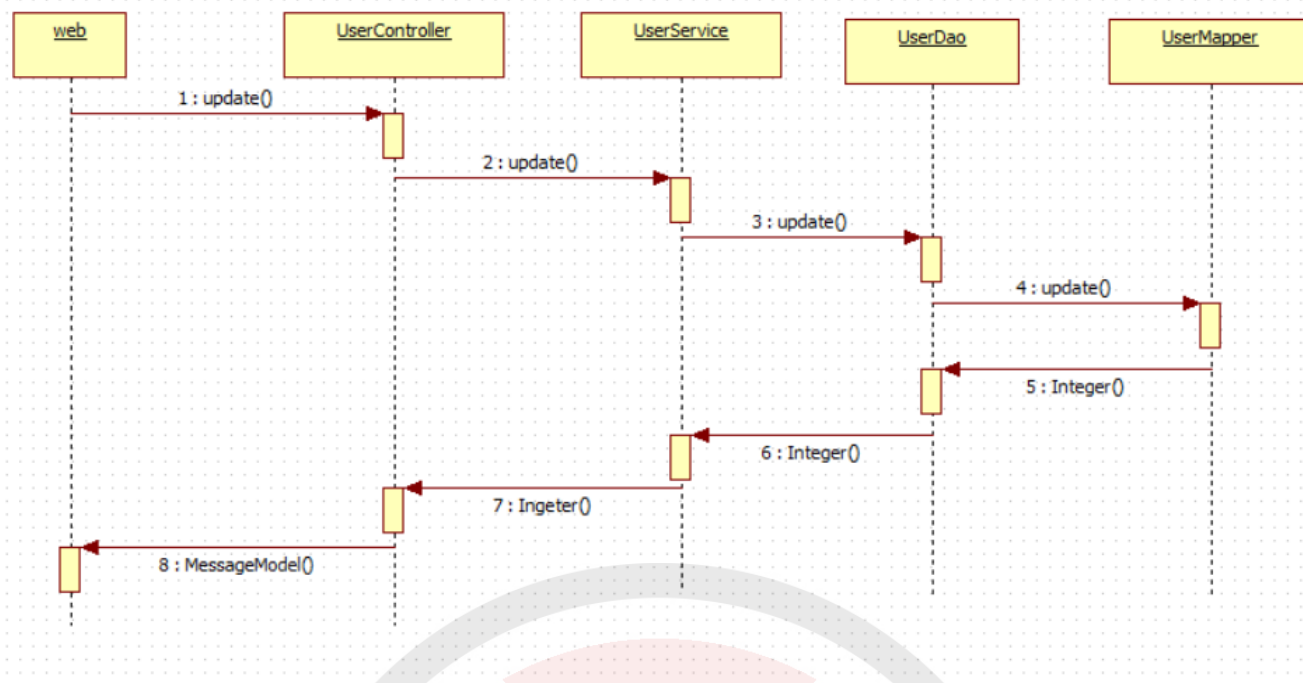 web
UserController
UserService
UserDao
UserMapper
1 : update()
2 : update()
3 : update()
4 : update()
5 : Integer()
6 : Integer()
7 : Ingeter()
8 : MessageModel()